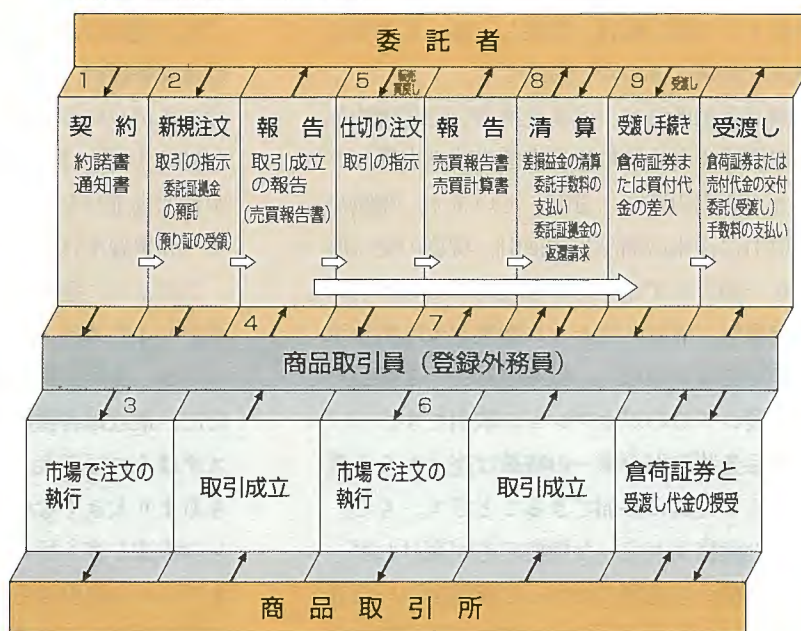 委託者
1
2
5
転売
買戻し
8
9
受渡し
契約
約諾書
通知書
新規注文
取引の指示
委託証拠金
の預託
(預り証の受領)
報告
取引成立
の報告
(売買報告書)
仕切り注文
取引の指示
報告
売買報告書
売買計算書
清算
差損益金の清算
委託手数料の
支払い
委託証拠金の
返還請求
受渡し手続き
倉荷証券ま
たは買付代
金の差入
受渡し
倉荷証券または
売付代金の交付
委託(受渡し)
手数料の支払い
4
7
商品取引員（登録外務員）
3
6
市場で注文の
執行
取引成立
市場で注文の
執行
取引成立
倉荷証券と
受渡し代金の授受
商品取引所